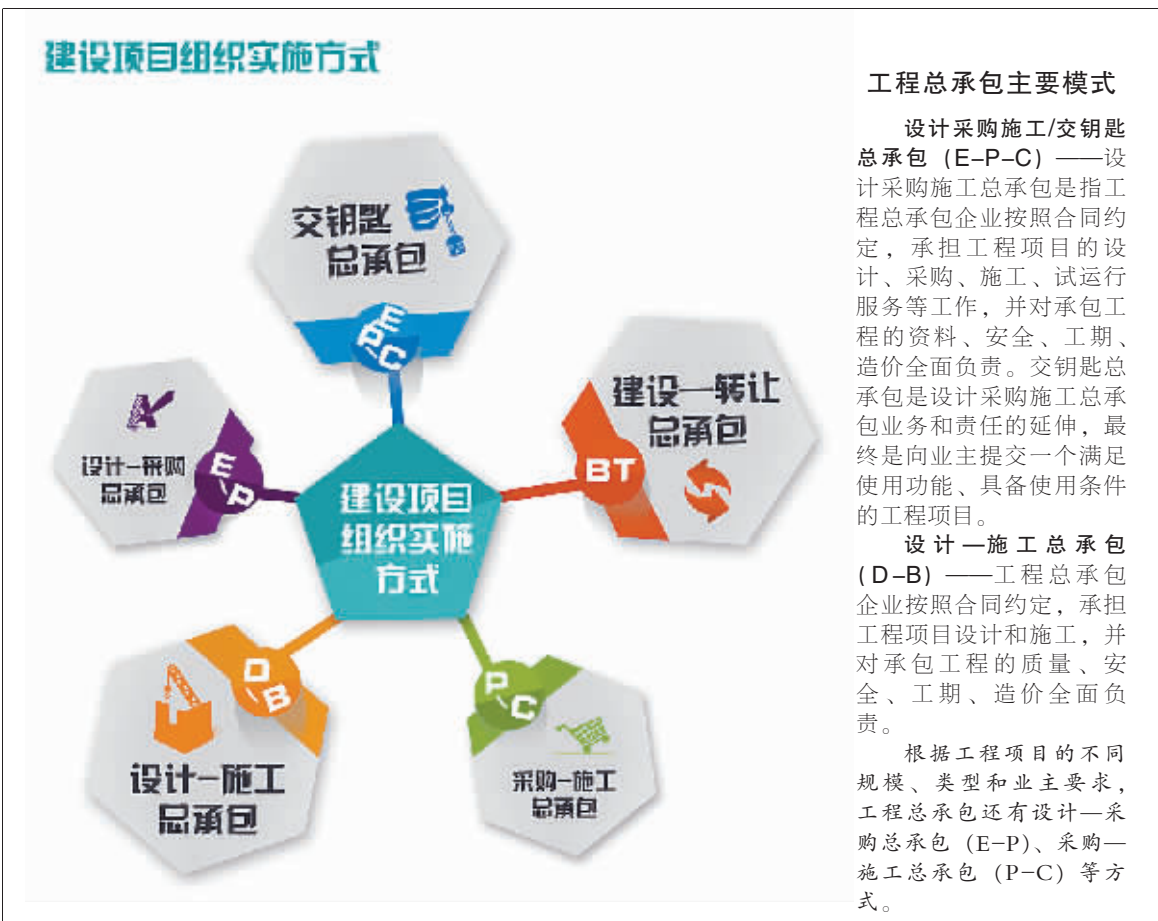 建设项目组织实施方式
交钥匙
总承包
E-P-C
建设—转让
总承包
BT
设计-采购
总承包
E-P
建设项目
组织实施
方式
D-B
设计-施工
总承包
P-C
采购-施工
总承包
工程总承包主要模式
设计采购施工/交钥匙
总承包（E-P-C）——设
计采购施工总承包是指工
程总承包企业按照合同约
定，承担工程项目的设
计、采购、施工、试运行
服务等工作，并对承包工
程的资料、安全、工期、
造价全面负责。交钥匙总
承包是设计采购施工总承
包业务和责任的延伸，最
终是向业主提交一个满足
使用功能、具备使用条件
的工程项目。
设计—施工总承包
（D-B）——工程总承包
企业按照合同约定，承担
工程项目设计和施工，并
对承包工程的质量、安
全、工期、造价全面负
责。
根据工程项目的不同
规模、类型和业主要求，
工程总承包还有设计—采
购总承包（E-P）、采购—
施工总承包（P-C）等方
式。